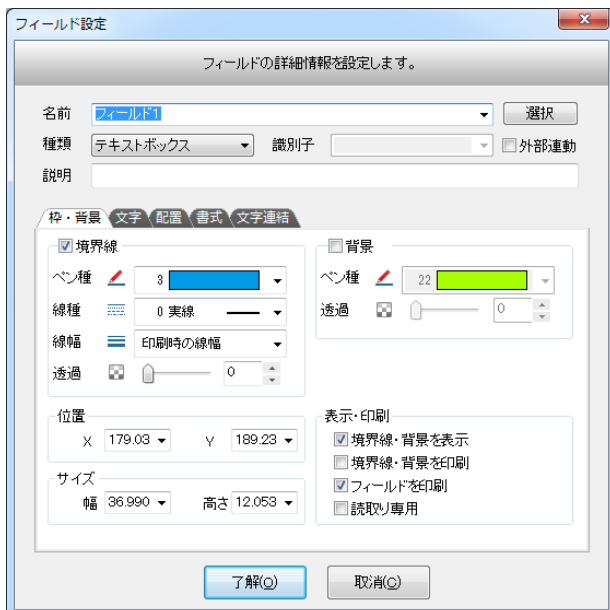 フィールド設定
フィールドの詳細情報を設定します。
名前 フィールド1 選択
種類 テキストボックス 識別子 外部連動
説明
枠・背景 文字 配置 書式 文字連結
境界線
ペン種 3
線種 0 実線
線幅 印刷時の線幅
透過 0
背景
ペン種 22
透過 0
位置
X 179.03 Y 189.23
サイズ
幅 36.990 高さ 12.053
表示・印刷
境界線・背景を表示
境界線・背景を印刷
フィールドを印刷
読取り専用
了解(O) 取消(C)